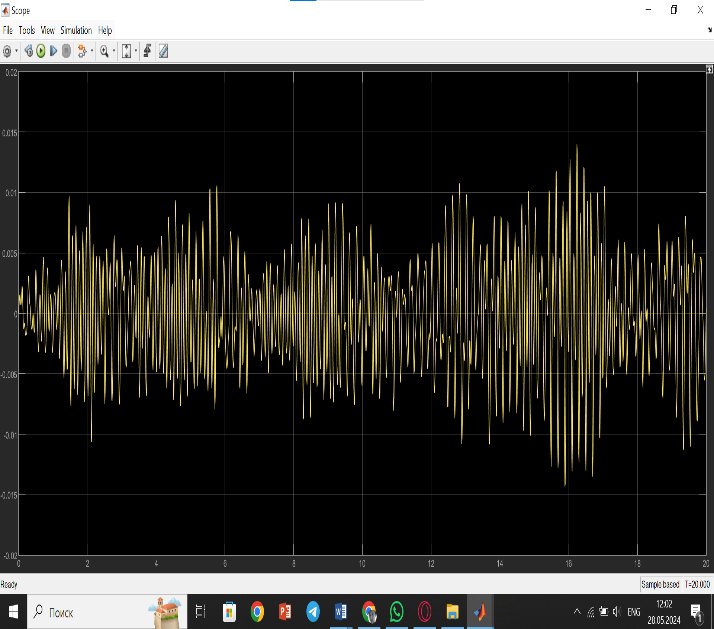 Scope
File Tools View Simulation Help
0.02
0.015
0.01
0.005
0
-0.005
-0.01
-0.015
-0.02
0 2 4 6 8 10 12 14 16 18 20
Ready
Sample based T=20.000
Поиск
ENG
12:02
28.05.2024
1